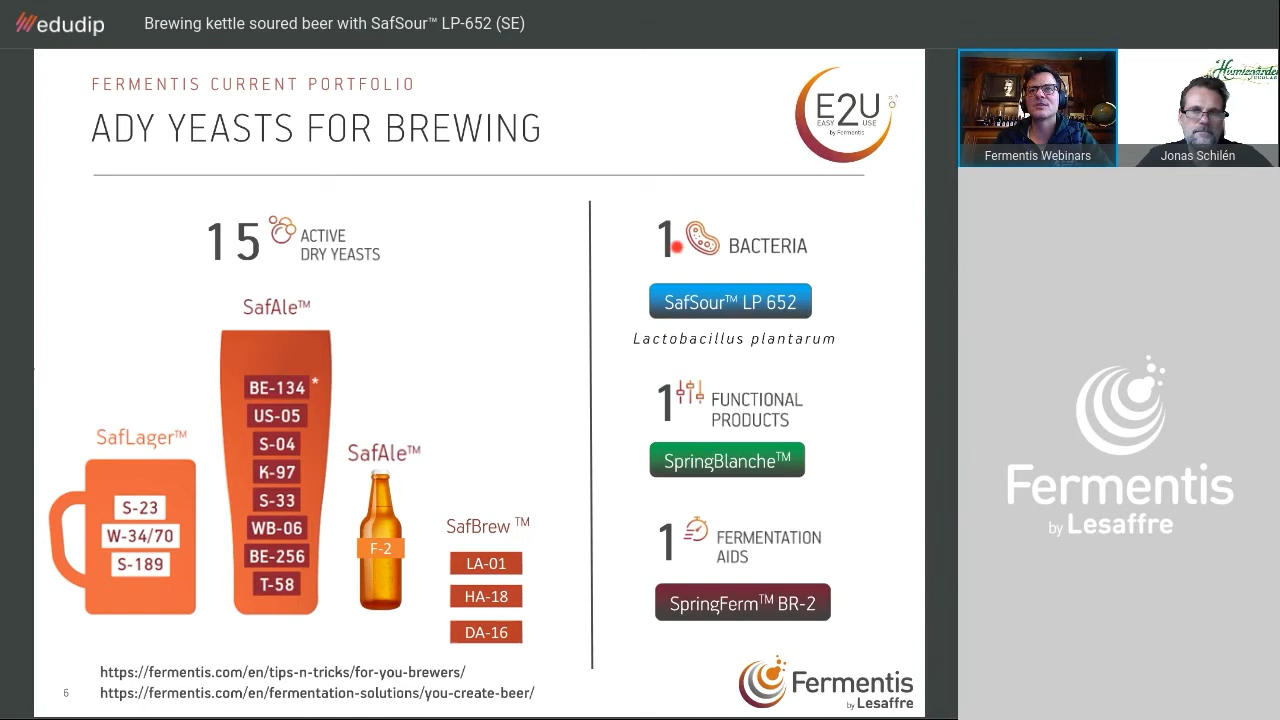 edudip
Brewing kettle soured beer with SafSour™ LP-652 (SE)
FERMENTIS CURRENT PORTFOLIO
ADY YEASTS FOR BREWING
E2U
EASY USE
by Fermentis
15 ACTIVE
DRY YEASTS
SafAle™
BE-134 *
US-05
S-04
K-97
S-33
WB-06
BE-256
T-58
SafLager™
S-23
W-34/70
S-189
SafAle™
F-2
SafBrew ™
LA-01
HA-18
DA-16
1 BACTERIA
SafSour™ LP 652
Lactobacillus plantarum
1 FUNCTIONAL
PRODUCTS
SpringBlanche™
1 FERMENTATION
AIDS
SpringFerm™ BR-2
https://fermentis.com/en/tips-n-tricks/for-you-brewers/
6 https://fermentis.com/en/fermentation-solutions/you-create-beer/
Fermentis
by Lesaffre
Fermentis Webinars
Jonas Schilén
Fermentis
by Lesaffre